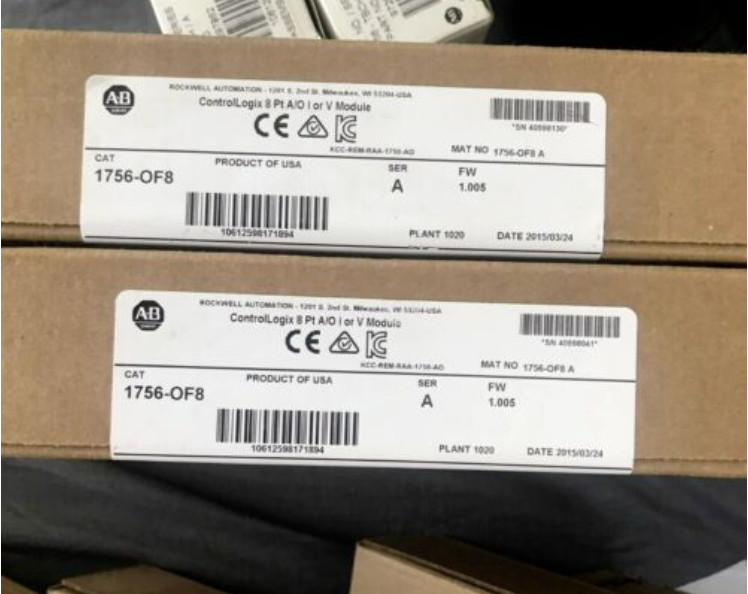 AB
ROCKWELL AUTOMATION - 1201 S. 2nd St. Milwaukee, WI 53204-USA
ControlLogix 8 Pt A/O I or V Module
CE
KCC-REM-RAA-1756-AO
MAT NO 1756-OF8 A
CAT
1756-OF8
PRODUCT OF USA
SER
A
FW
1.005
10612598171894
PLANT 1020
DATE 2015/03/24
AB
ROCKWELL AUTOMATION - 1201 S. 2nd St. Milwaukee, WI 53204-USA
ControlLogix 8 Pt A/O I or V Module
CE
KCC-REM-RAA-1756-AO
MAT NO 1756-OF8 A
CAT
1756-OF8
PRODUCT OF USA
SER
A
FW
1.005
10612598171894
PLANT 1020
DATE 2015/03/24